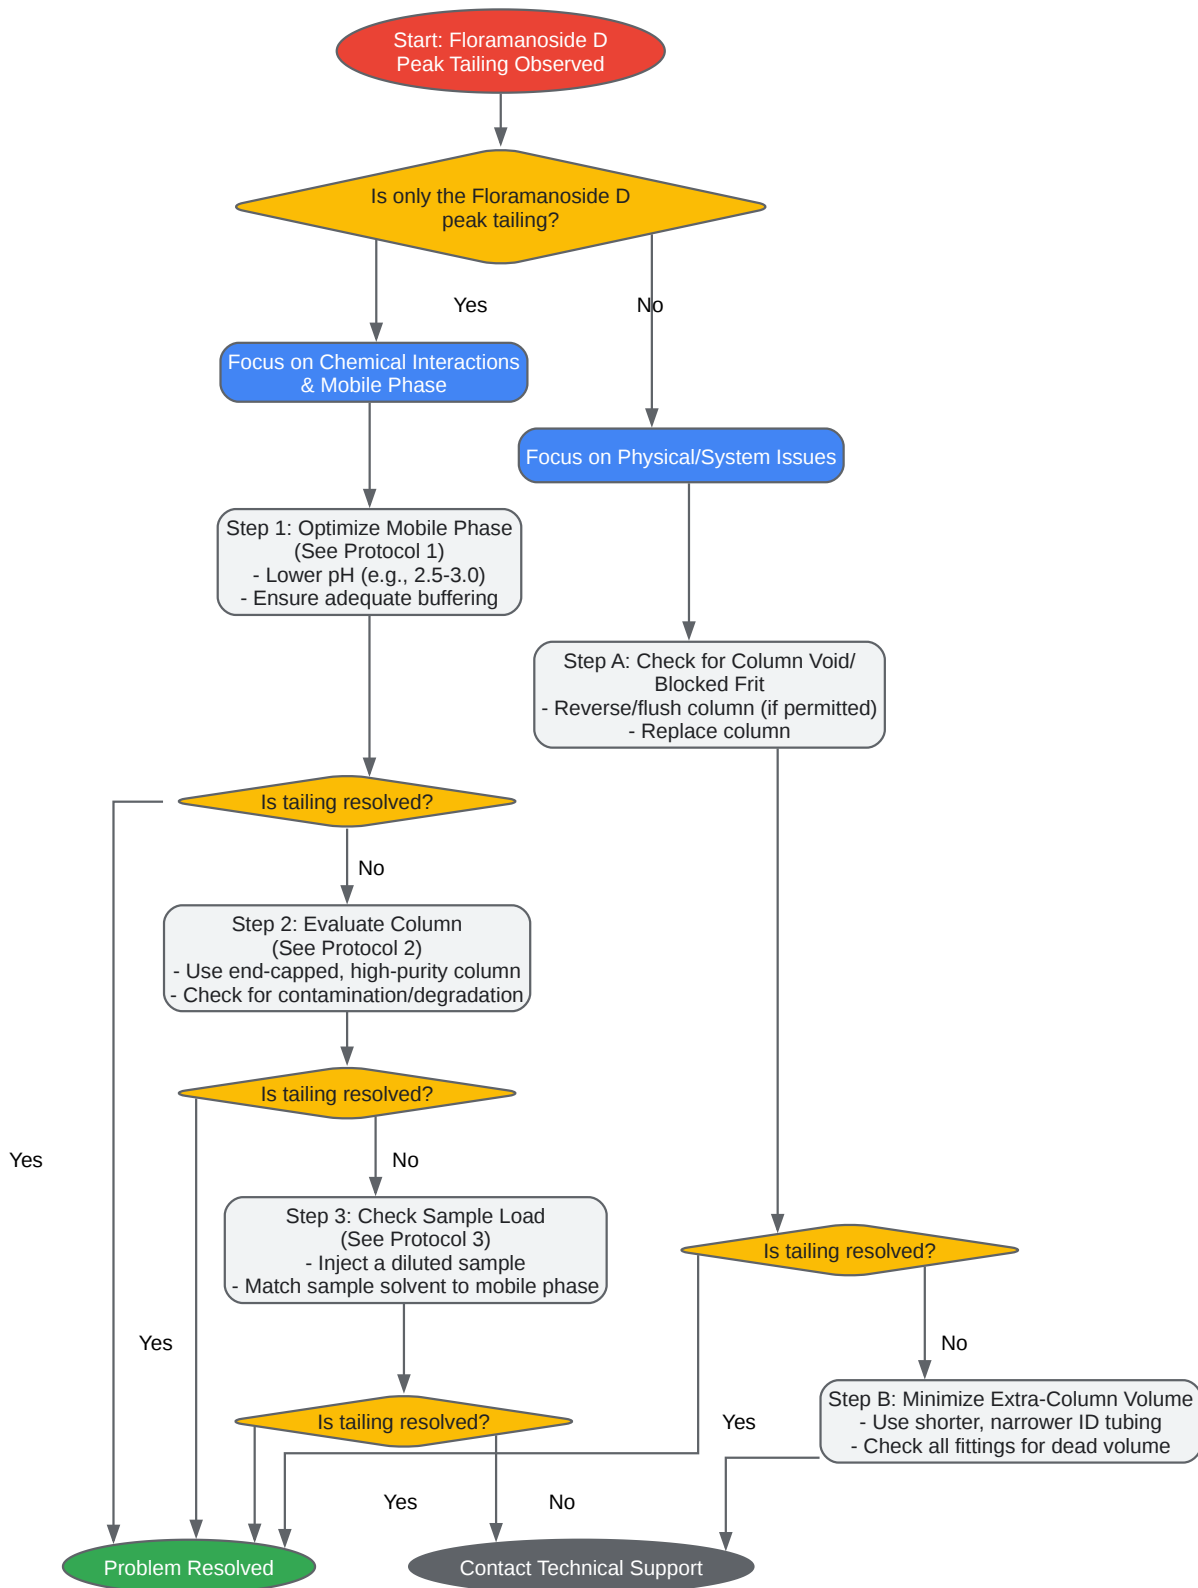 Start: Floramanoside D
Peak Tailing Observed
Is only the Floramanoside D
peak tailing?
Yes
No
Focus on Chemical Interactions
& Mobile Phase
Focus on Physical/System Issues
Step 1: Optimize Mobile Phase
(See Protocol 1)
- Lower pH (e.g., 2.5-3.0)
- Ensure adequate buffering
Step A: Check for Column Void/
Blocked Frit
- Reverse/flush column (if permitted)
- Replace column
Is tailing resolved?
No
Step 2: Evaluate Column
(See Protocol 2)
- Use end-capped, high-purity column
- Check for contamination/degradation
Is tailing resolved?
Yes
No
Step 3: Check Sample Load
(See Protocol 3)
- Inject a diluted sample
- Match sample solvent to mobile phase
Is tailing resolved?
Yes
No
Step B: Minimize Extra-Column Volume
- Use shorter, narrower ID tubing
- Check all fittings for dead volume
Is tailing resolved?
Yes
Yes
No
Problem Resolved
Contact Technical Support